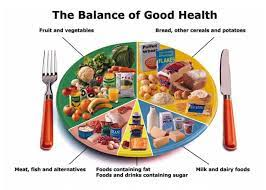 The Balance of Good Health
Fruit and vegetables
Bread, other cereals and potatoes
Meat, fish and alternatives
Foods containing fat
Foods and drinks containing sugar
Milk and dairy foods